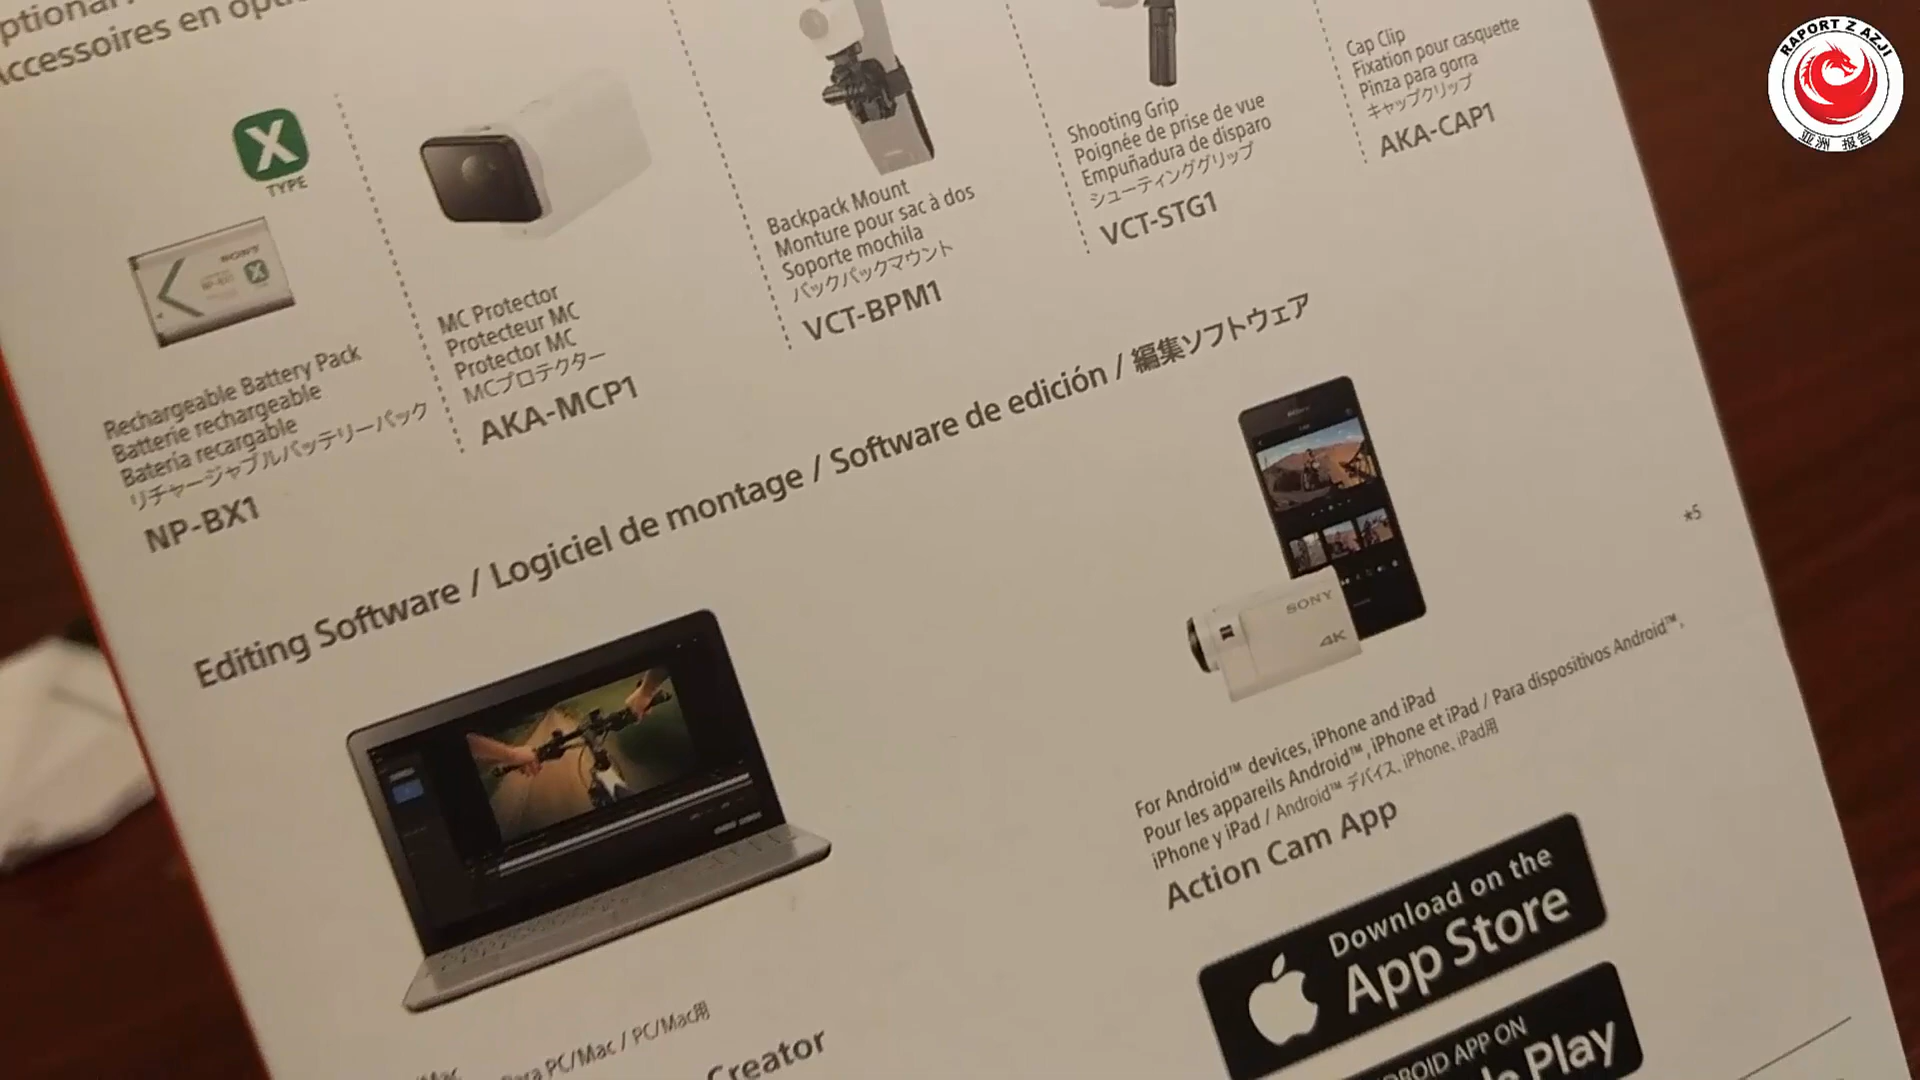 Accessoires en
RAPORT Z AZJI
亚洲 报告
X
TYPE
SONY
NP-BX1
X
Rechargeable Battery Pack
Batterie rechargeable
Batería recargable
リチャージャブルバッテリーパック
NP-BX1
MC Protector
Protecteur MC
Protector MC
MCプロテクター
AKA-MCP1
Backpack Mount
Monture pour sac à dos
Soporte mochila
バックパックマウント
VCT-BPM1
Shooting Grip
Poignée de prise de vue
Empuñadura de disparo
シューティンググリップ
VCT-STG1
Cap Clip
Fixation pour casquette
Pinza para gorra
キャップクリップ
AKA-CAP1
Editing Software / Logiciel de montage / Software de edición / 編集ソフトウェア
SONY
SONY
4K
*5
For Android™ devices, iPhone and iPad
Pour les appareils Android™, iPhone et iPad / Para dispositivos Android™,
iPhone y iPad / Android™ デバイス、iPhone、iPad用
Action Cam App
Download on the
App Store
APP ON
Play
PC/Mac / PC/Mac用
Creator